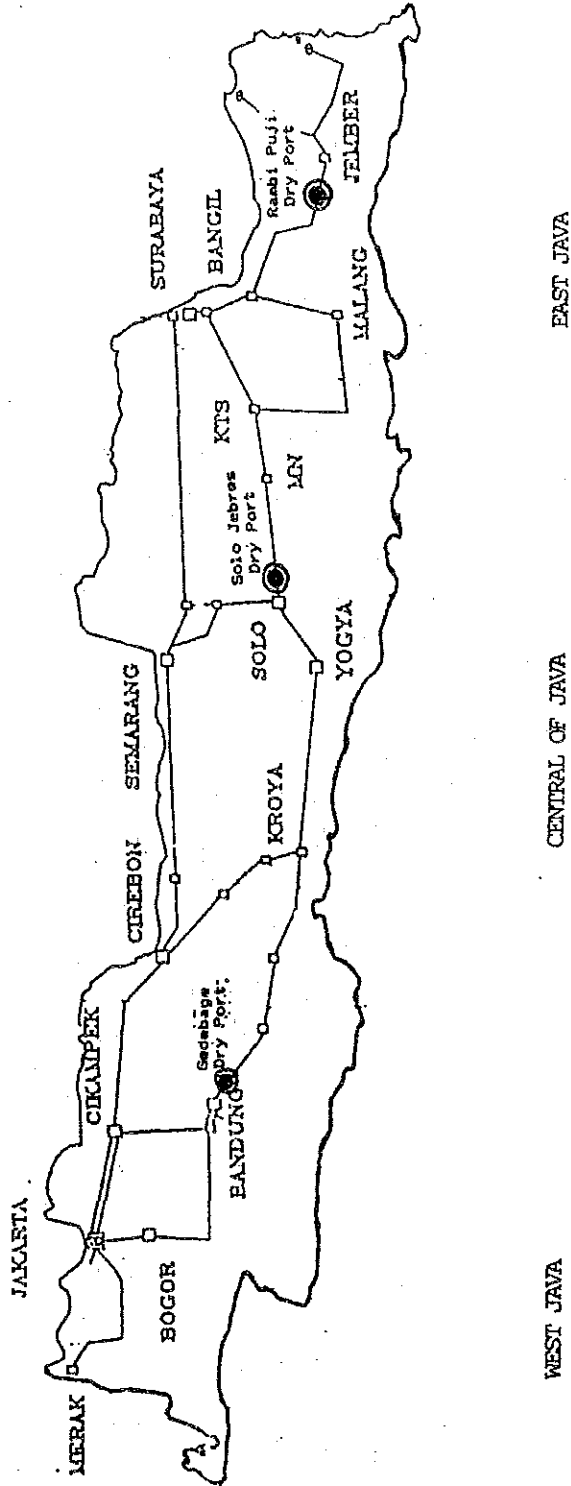 MERAK
JAKARTA
BOGOR
CIKAMPEK
BANDUNG
Gedebage
Dry Port
CIREBON
KROYA
SEMARANG
SOLO
YOGYA
Solo Jebres
Dry Port
MN
KTS
SURABAYA
BANGIL
MALANG
Rambi Puji
Dry Port
JEMBER
WEST JAVA
CENTRAL OF JAVA
EAST JAVA